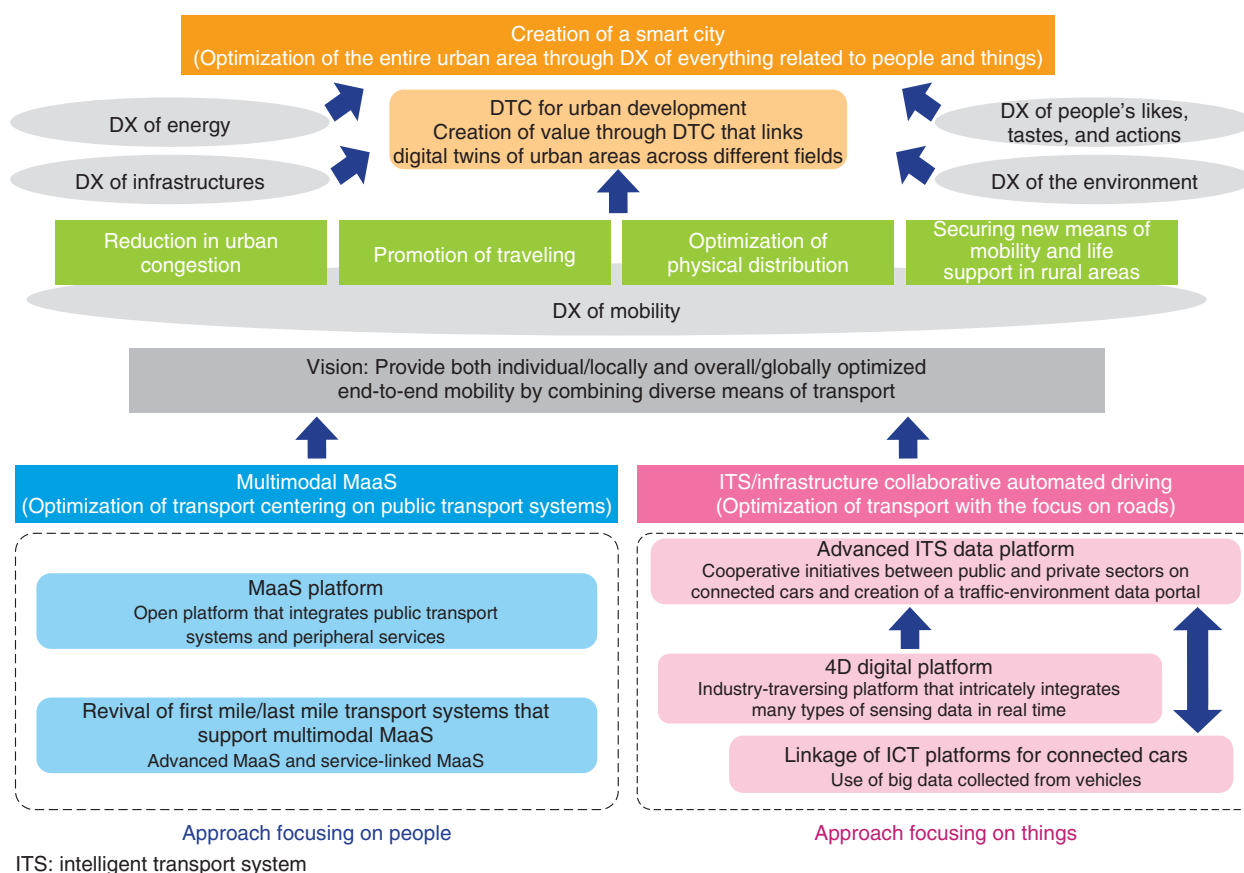 Creation of a smart city
(Optimization of the entire urban area through DX of everything related to people and things)
DX of energy
DX of infrastructures
DTC for urban development
Creation of value through DTC that links
digital twins of urban areas across different fields
DX of people's likes,
tastes, and actions
DX of the environment
Reduction in urban
congestion
Promotion of traveling
Optimization of
physical distribution
Securing new means of
mobility and life
support in rural areas
DX of mobility
Vision: Provide both individual/locally and overall/globally optimized
end-to-end mobility by combining diverse means of transport
Multimodal MaaS
(Optimization of transport centering on public transport systems)
MaaS platform
Open platform that integrates public transport
systems and peripheral services
Revival of first mile/last mile transport systems that
support multimodal MaaS
Advanced MaaS and service-linked MaaS
Approach focusing on people
ITS/infrastructure collaborative automated driving
(Optimization of transport with the focus on roads)
Advanced ITS data platform
Cooperative initiatives between public and private sectors on
connected cars and creation of a traffic-environment data portal
4D digital platform
Industry-traversing platform that intricately integrates
many types of sensing data in real time
Linkage of ICT platforms for connected cars
Use of big data collected from vehicles
Approach focusing on things
ITS: intelligent transport system